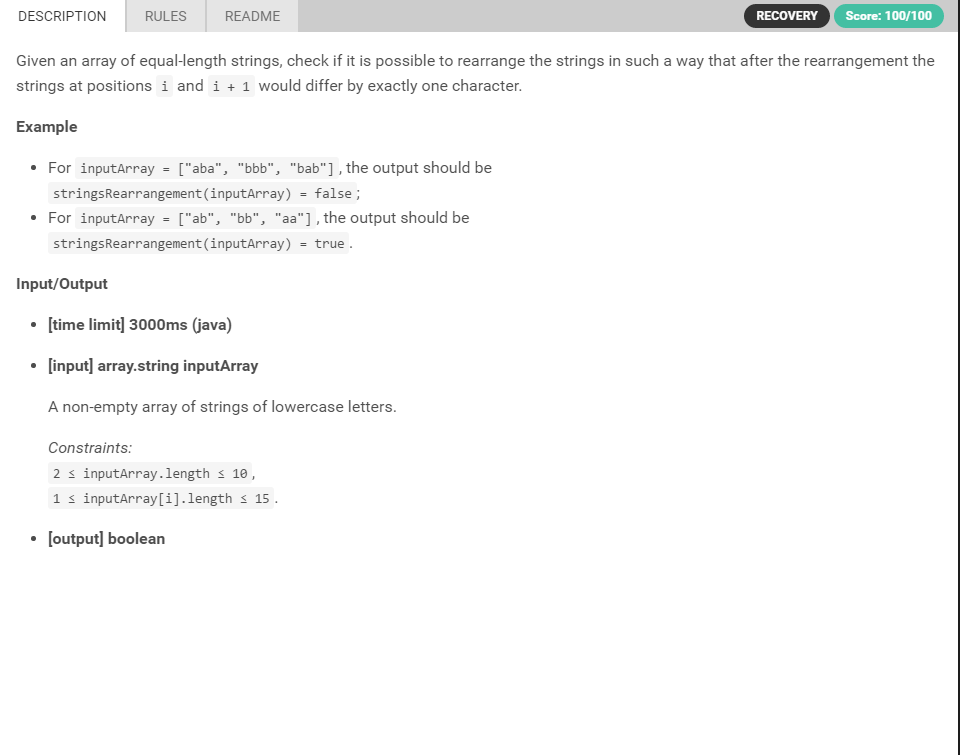 DESCRIPTION RULES README RECOVERY Score: 100/100
Given an array of equal-length strings, check if it is possible to rearrange the strings in such a way that after the rearrangement the
strings at positions i and i + 1 would differ by exactly one character.
Example
• For inputArray = ["aba", "bbb", "bab"], the output should be
stringsRearrangement(inputArray) = false;
• For inputArray = ["ab", "bb", "aa"], the output should be
stringsRearrangement(inputArray) = true.
Input/Output
• [time limit] 3000ms (java)
• [input] array.string inputArray
A non-empty array of strings of lowercase letters.
Constraints:
2 ≤ inputArray.length ≤ 10,
1 ≤ inputArray[i].length ≤ 15.
• [output] boolean